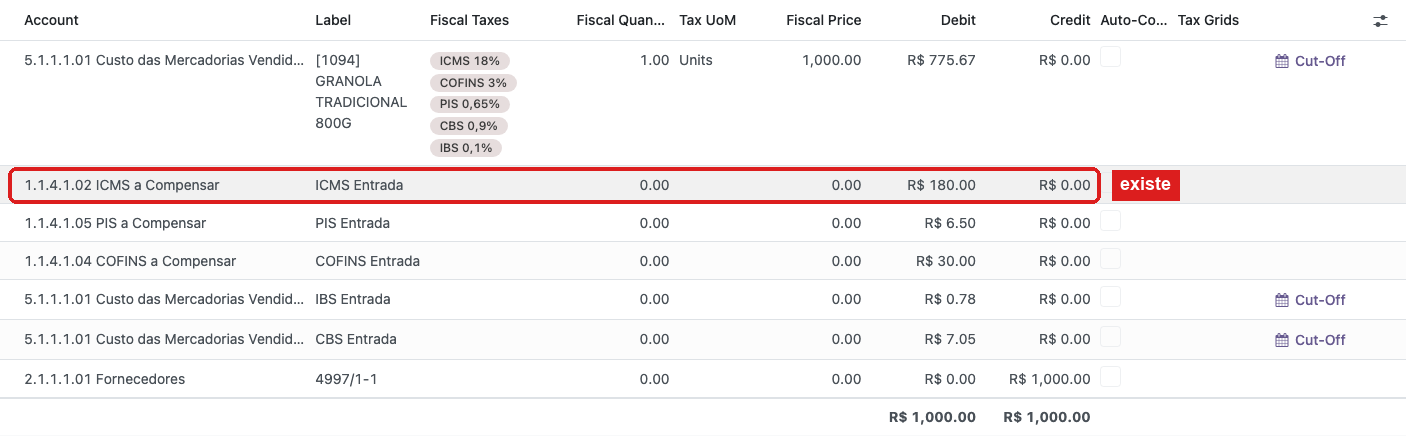 Account Label Fiscal Taxes Fiscal Quan... Tax UoM Fiscal Price Debit Credit Auto-Co... Tax Grids
5.1.1.1.01 Custo das Mercadorias Vendid... [1094] ICMS 18% 1.00 Units 1,000.00 R$ 775.67 R$ 0.00 Cut-Off
GRANOLA COFINS 3%
TRADICIONAL PIS 0,65%
800G CBS 0,9%
IBS 0,1%
1.1.4.1.02 ICMS a Compensar ICMS Entrada 0.00 0.00 R$ 180.00 R$ 0.00 existe
1.1.4.1.05 PIS a Compensar PIS Entrada 0.00 0.00 R$ 6.50 R$ 0.00
1.1.4.1.04 COFINS a Compensar COFINS Entrada 0.00 0.00 R$ 30.00 R$ 0.00
5.1.1.1.01 Custo das Mercadorias Vendid... IBS Entrada 0.00 0.00 R$ 0.78 R$ 0.00 Cut-Off
5.1.1.1.01 Custo das Mercadorias Vendid... CBS Entrada 0.00 0.00 R$ 7.05 R$ 0.00 Cut-Off
2.1.1.1.01 Fornecedores 4997/1-1 0.00 0.00 R$ 0.00 R$ 1,000.00
R$ 1,000.00 R$ 1,000.00